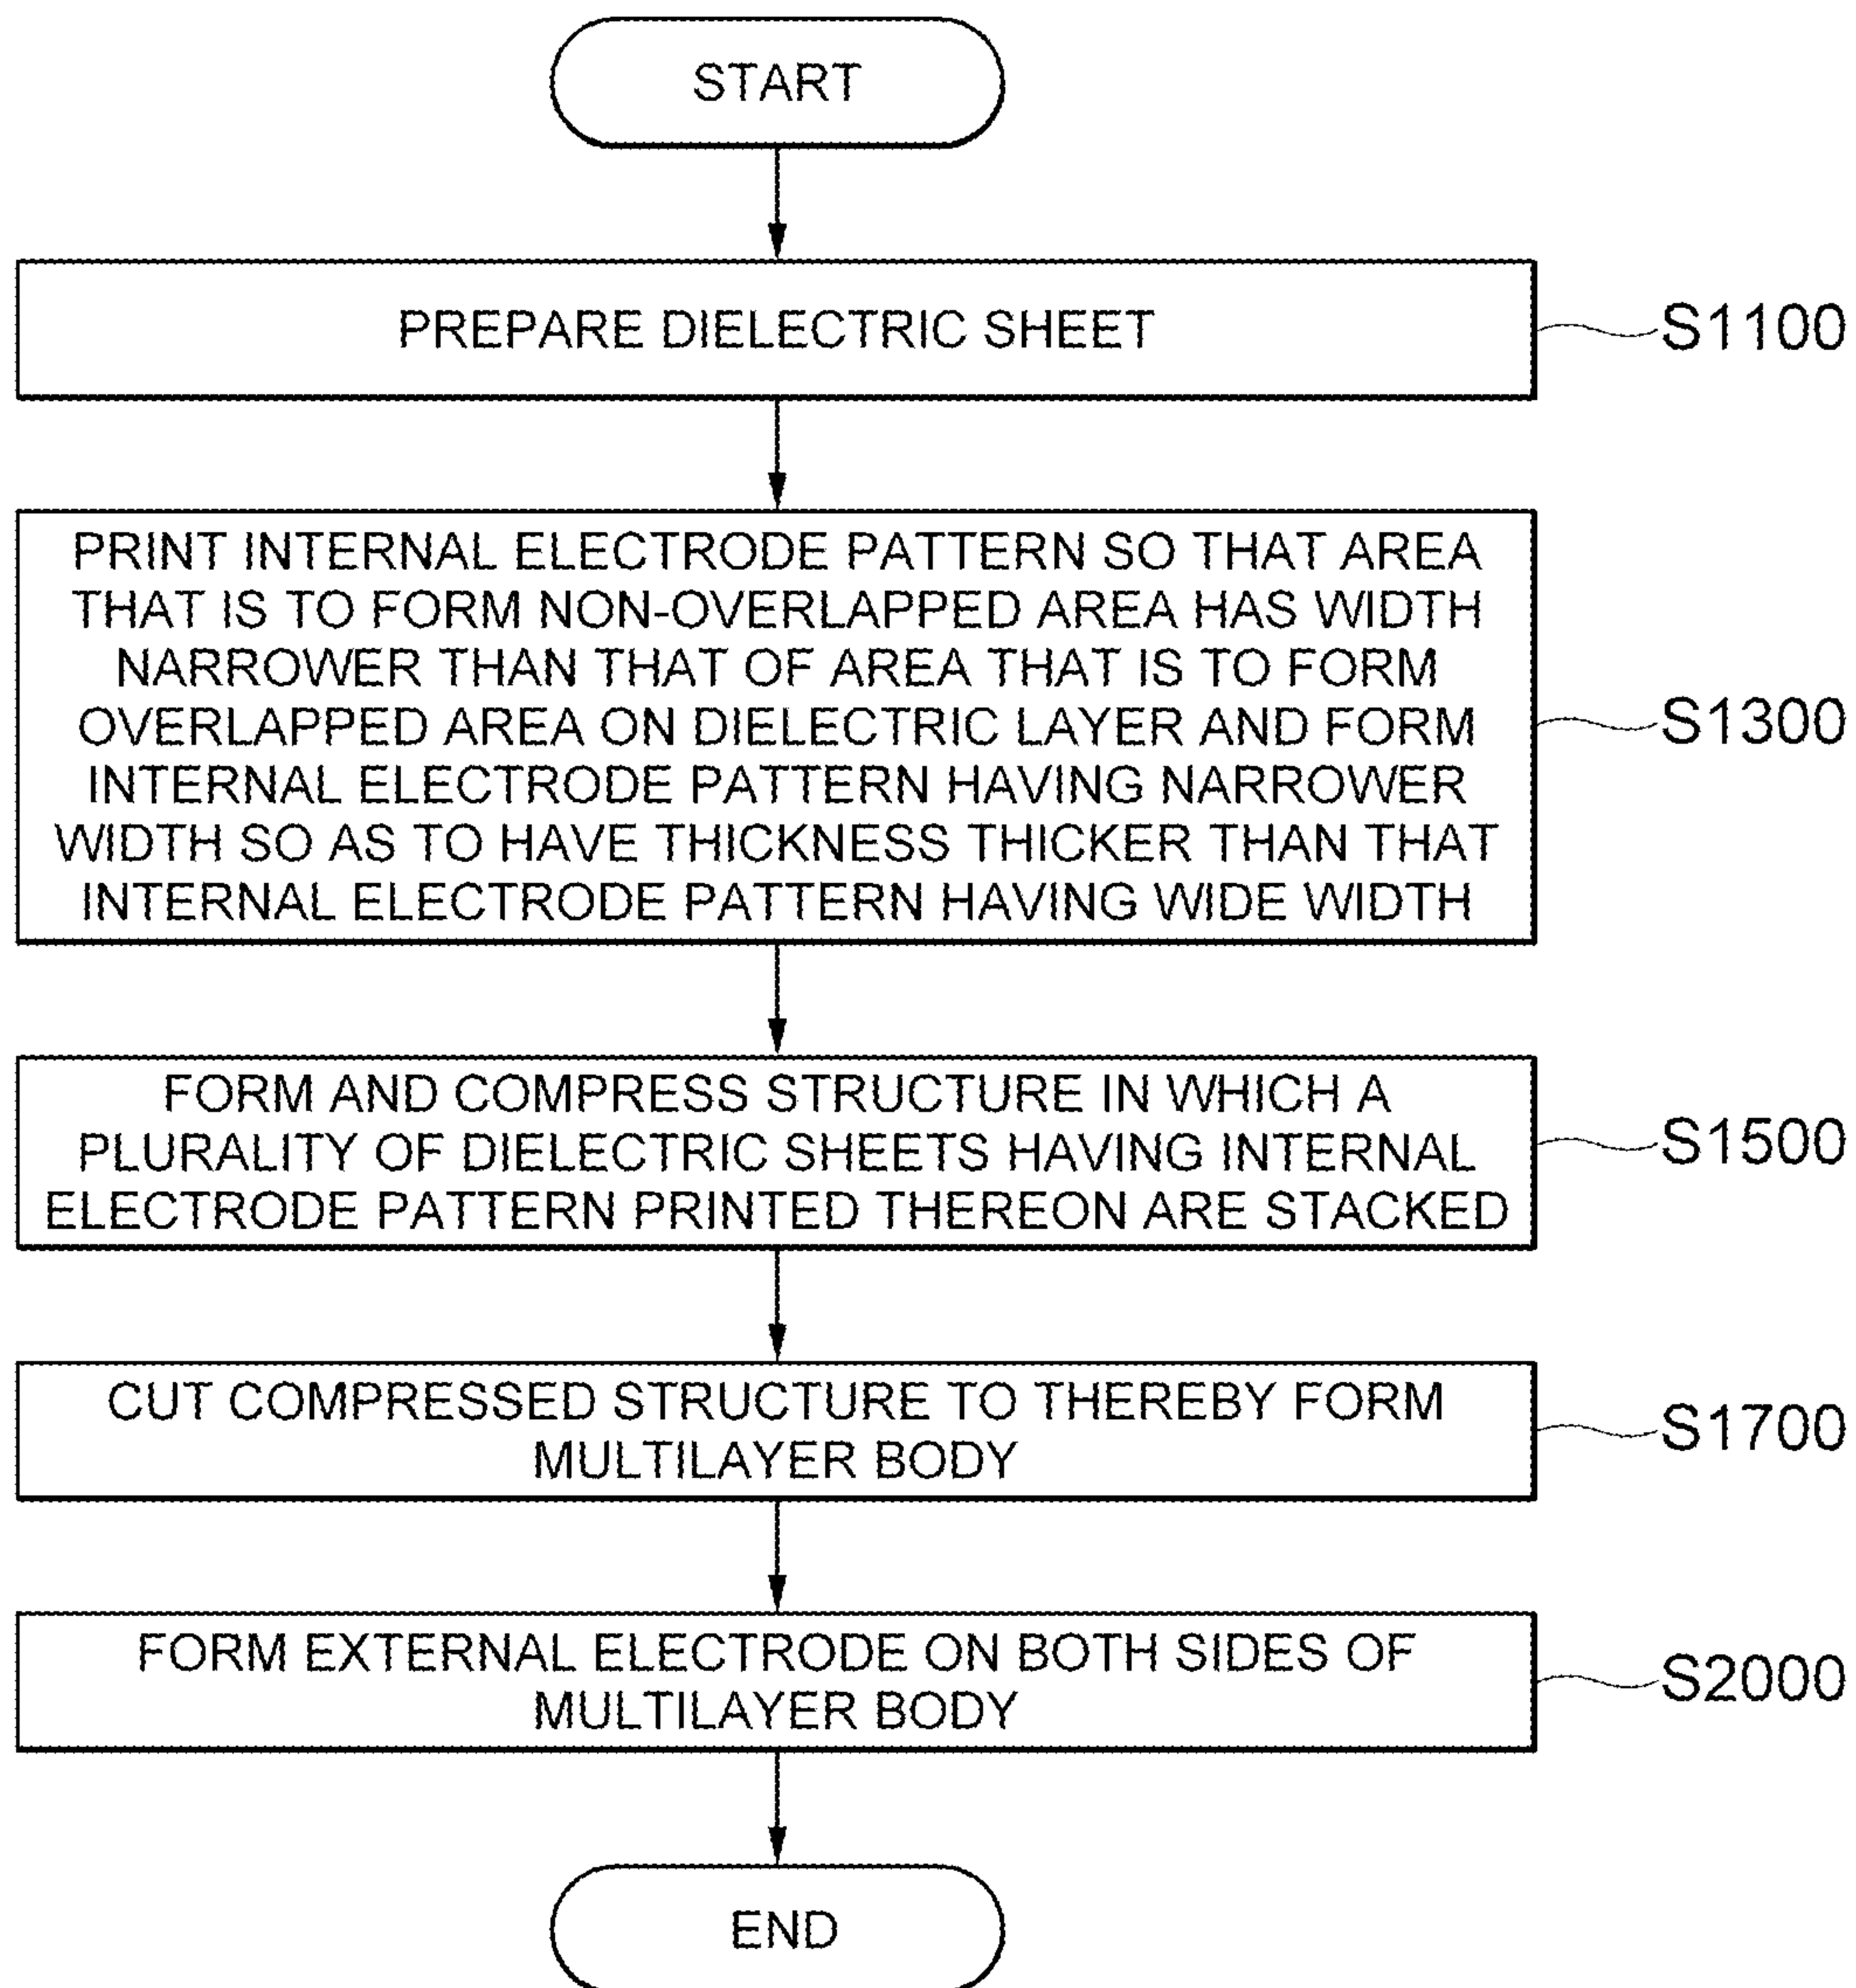 START
PREPARE DIELECTRIC SHEET
S1100
PRINT INTERNAL ELECTRODE PATTERN SO THAT AREA
THAT IS TO FORM NON-OVERLAPPED AREA HAS WIDTH
NARROWER THAN THAT OF AREA THAT IS TO FORM
OVERLAPPED AREA ON DIELECTRIC LAYER AND FORM
INTERNAL ELECTRODE PATTERN HAVING NARROWER
WIDTH SO AS TO HAVE THICKNESS THICKER THAN THAT
INTERNAL ELECTRODE PATTERN HAVING WIDE WIDTH
S1300
FORM AND COMPRESS STRUCTURE IN WHICH A
PLURALITY OF DIELECTRIC SHEETS HAVING INTERNAL
ELECTRODE PATTERN PRINTED THEREON ARE STACKED
S1500
CUT COMPRESSED STRUCTURE TO THEREBY FORM
MULTILAYER BODY
S1700
FORM EXTERNAL ELECTRODE ON BOTH SIDES OF
MULTILAYER BODY
S2000
END